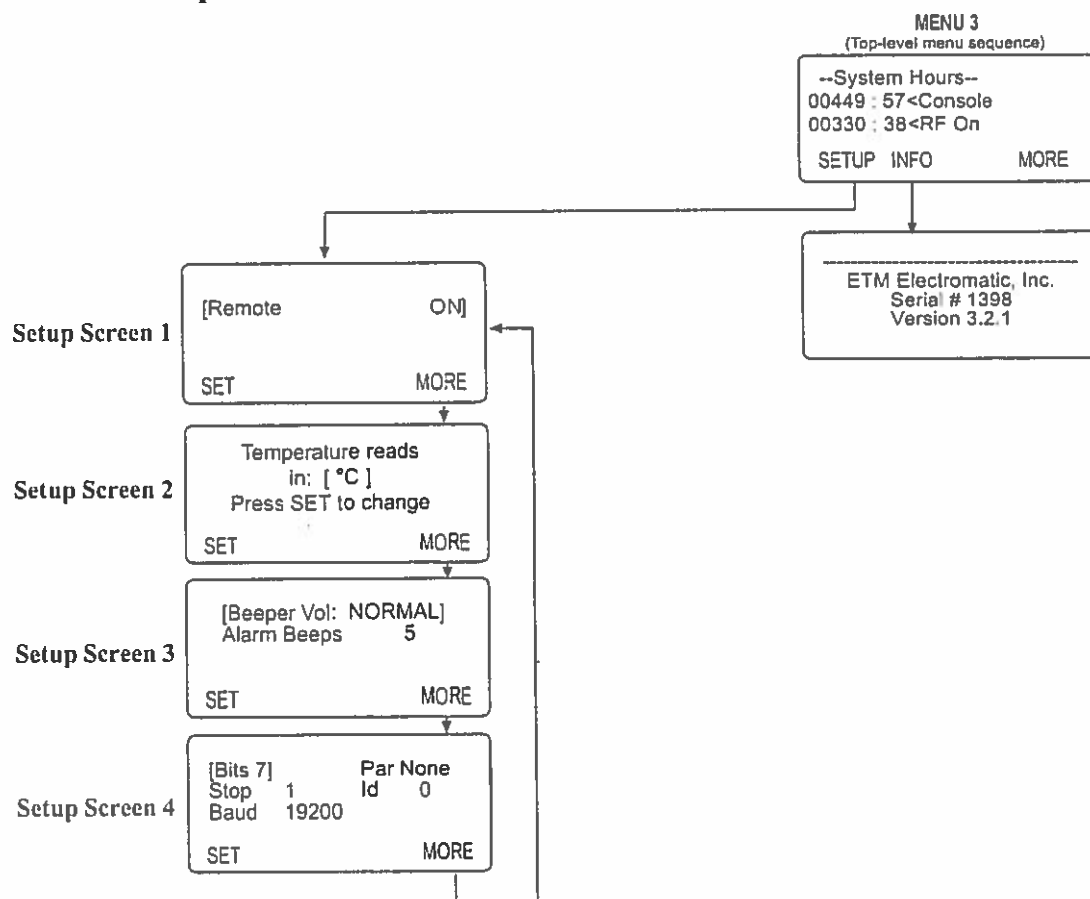 MENU 3
(Top-level menu sequence)
--System Hours--
00449 : 57<Console
00330 : 38<RF On
SETUP INFO MORE
ETM Electromatic, Inc.
Serial # 1398
Version 3.2.1
Setup Screen 1
[Remote ON]
SET MORE
Setup Screen 2
Temperature reads
in: [ °C ]
Press SET to change
SET MORE
Setup Screen 3
[Beeper Vol: NORMAL]
Alarm Beeps 5
SET MORE
Setup Screen 4
[Bits 7] Par None
Stop 1 Id 0
Baud 19200
SET MORE